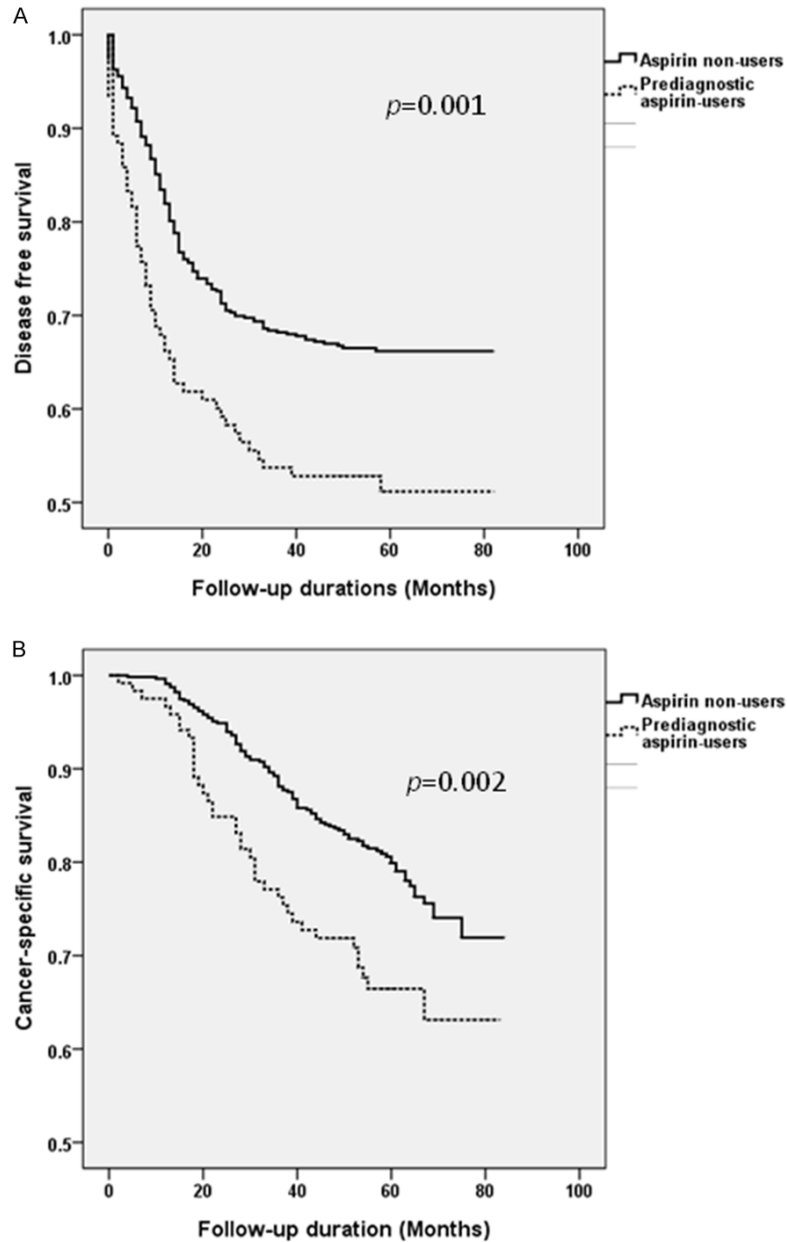 A
1.0
0.9
0.8
0.7
0.6
0.5
Disease free survival
p=0.001
0 20 40 60 80 100
Follow-up durations (Months)
Aspirin non-users
Prediagnostic
aspirin-users
B
1.0
0.9
0.8
0.7
0.6
0.5
Cancer-specific survival
p=0.002
0 20 40 60 80 100
Follow-up duration (Months)
Aspirin non-users
Prediagnostic
aspirin-users